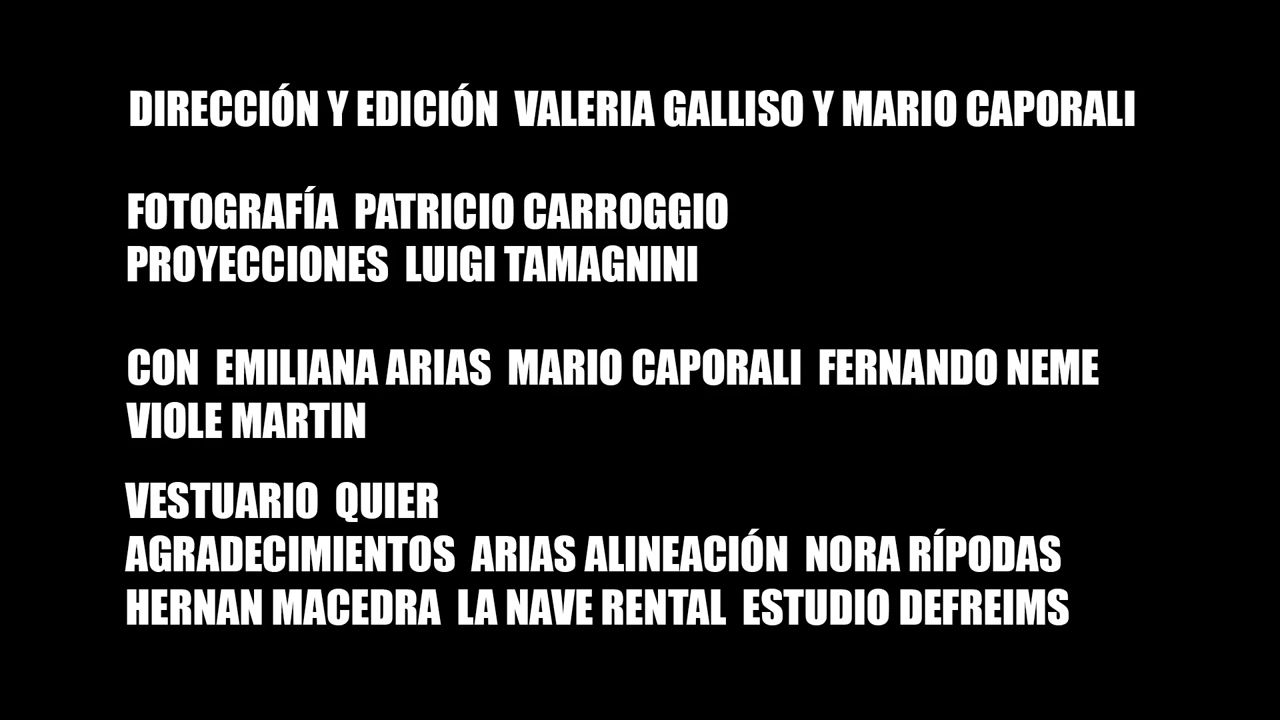 DIRECCIÓN Y EDICIÓN VALERIA GALLISO Y MARIO CAPORALI
FOTOGRAFÍA PATRICIO CARROGGIO
PROYECCIONES LUIGI TAMAGNINI
CON EMILIANA ARIAS MARIO CAPORALI FERNANDO NEME
VIOLE MARTIN
VESTUARIO QUIER
AGRADECIMIENTOS ARIAS ALINEACIÓN NORA RÍPODAS
HERNAN MACEDRA LA NAVE RENTAL ESTUDIO DEFREIMS